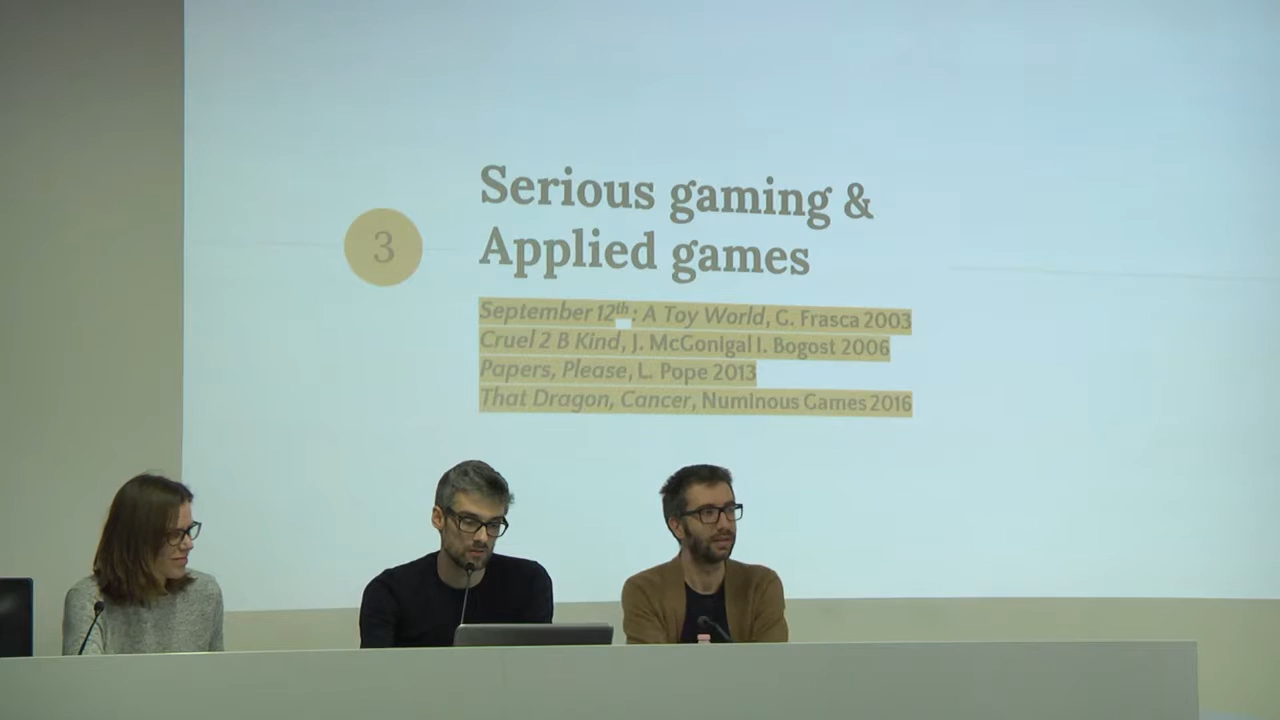 3
Serious gaming &
Applied games
September 12th: A Toy World, G. Frasca 2003
Cruel 2 B Kind, J. McGonigal I. Bogost 2006
Papers, Please, L. Pope 2013
That Dragon, Cancer, Numinous Games 2016